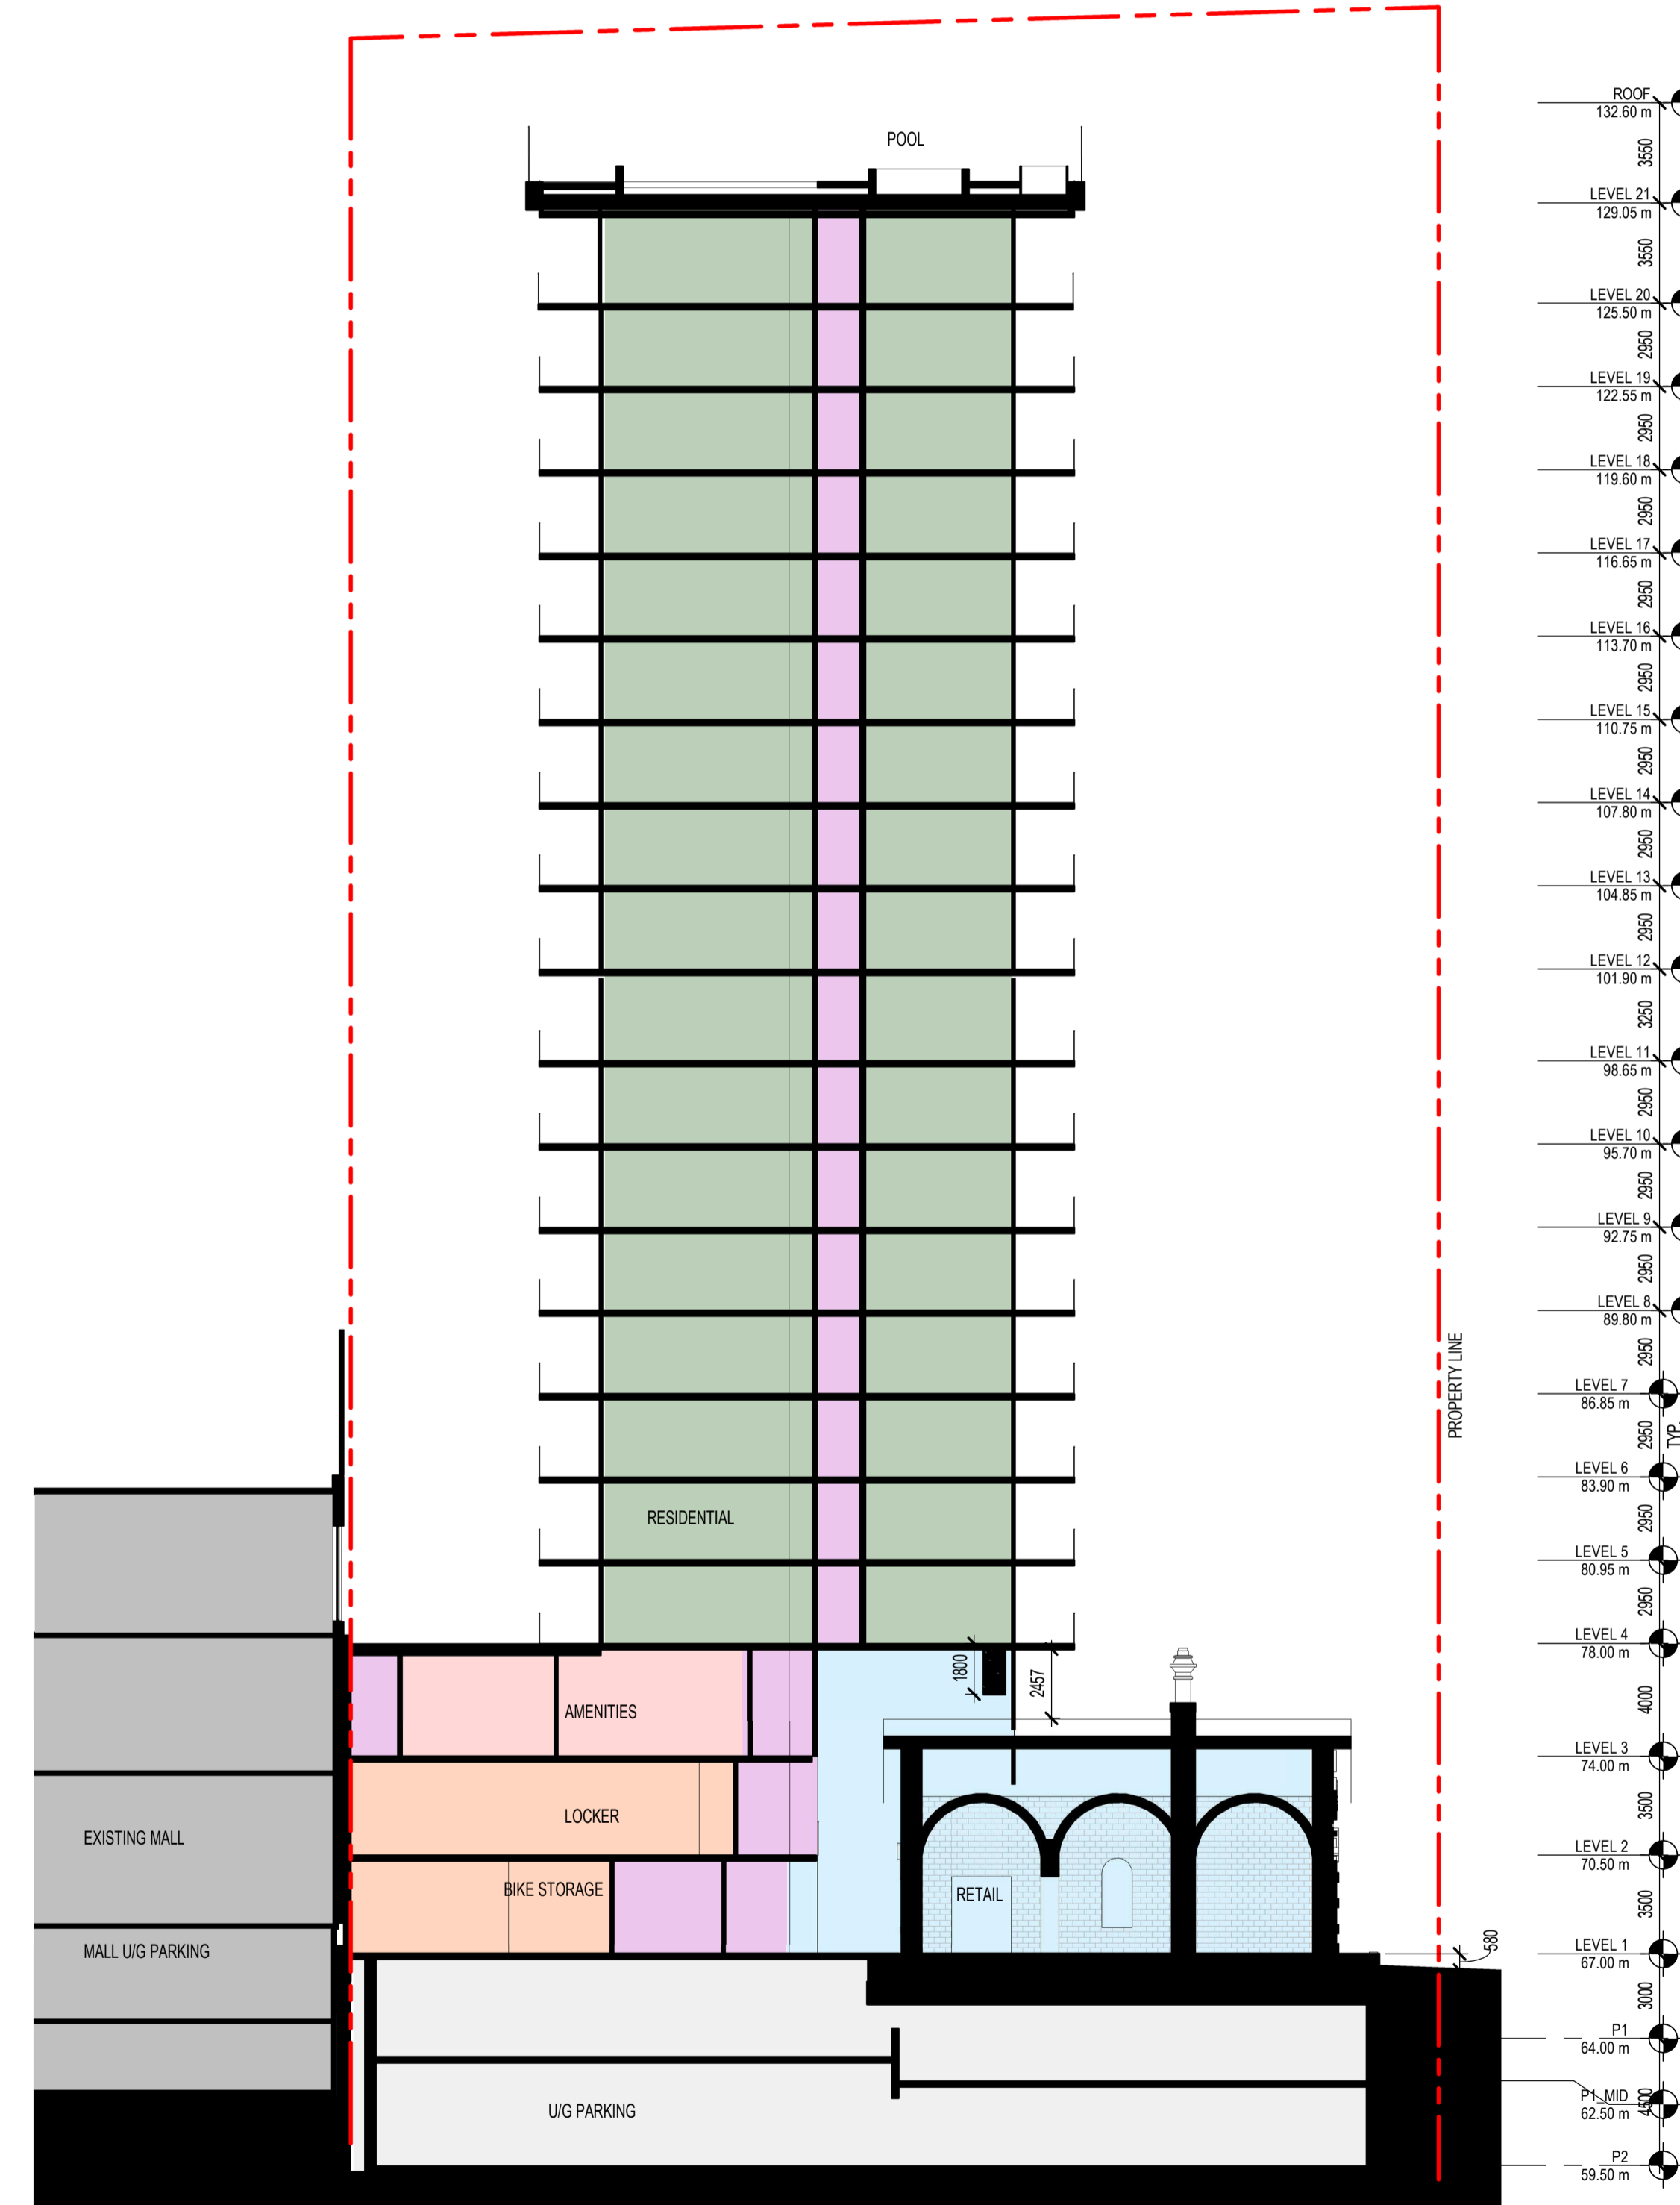 POOL
ROOF
132.60 m
3550
LEVEL 21
129.05 m
3550
LEVEL 20
125.50 m
2950
LEVEL 19
122.55 m
2950
LEVEL 18
119.60 m
2950
LEVEL 17
116.65 m
2950
LEVEL 16
113.70 m
2950
LEVEL 15
110.75 m
2950
LEVEL 14
107.80 m
2950
LEVEL 13
104.85 m
2950
LEVEL 12
101.90 m
3250
LEVEL 11
98.65 m
2950
LEVEL 10
95.70 m
2950
LEVEL 9
92.75 m
2950
LEVEL 8
89.80 m
2950
PROPERTY LINE
LEVEL 7
86.85 m
2950
TYP.
LEVEL 6
83.90 m
2950
RESIDENTIAL
LEVEL 5
80.95 m
2950
LEVEL 4
78.00 m
1800
2457
4000
AMENITIES
LEVEL 3
74.00 m
3500
LOCKER
EXISTING MALL
LEVEL 2
70.50 m
BIKE STORAGE
RETAIL
3500
MALL U/G PARKING
LEVEL 1
67.00 m
580
3000
P1
64.00 m
P1 MID
62.50 m
4500
U/G PARKING
P2
59.50 m